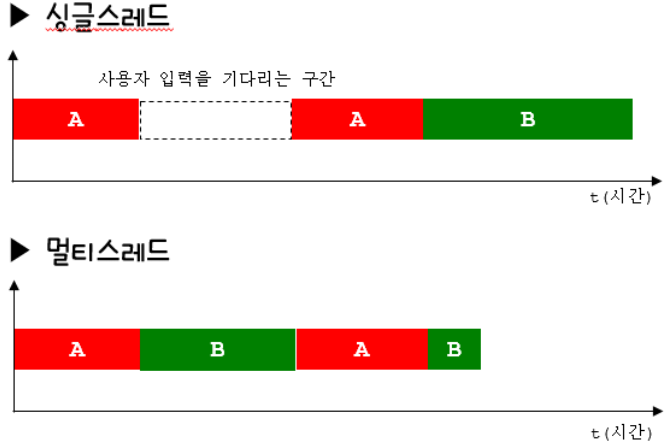 ▶ 싱글스레드
사용자 입력을 기다리는 구간
A A B
t(시간)
▶ 멀티스레드
A B A B
t(시간)